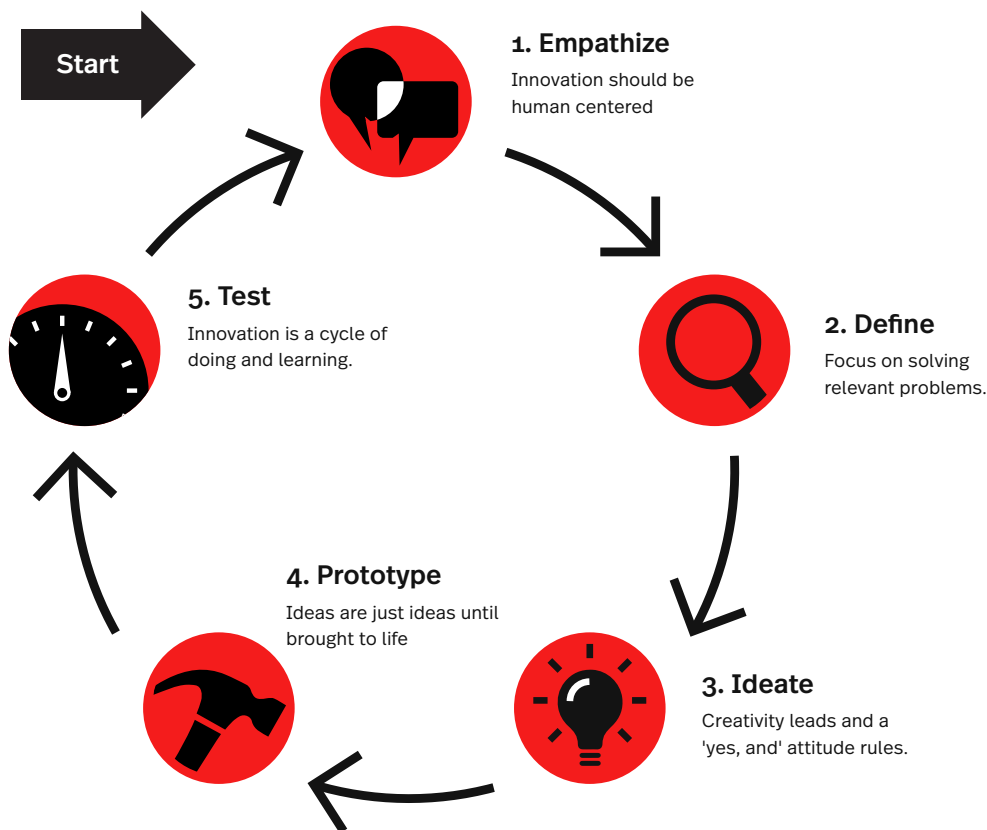 Start
1. Empathize
Innovation should be
human centered
2. Define
Focus on solving
relevant problems.
3. Ideate
Creativity leads and a
'yes, and' attitude rules.
4. Prototype
Ideas are just ideas until
brought to life
5. Test
Innovation is a cycle of
doing and learning.